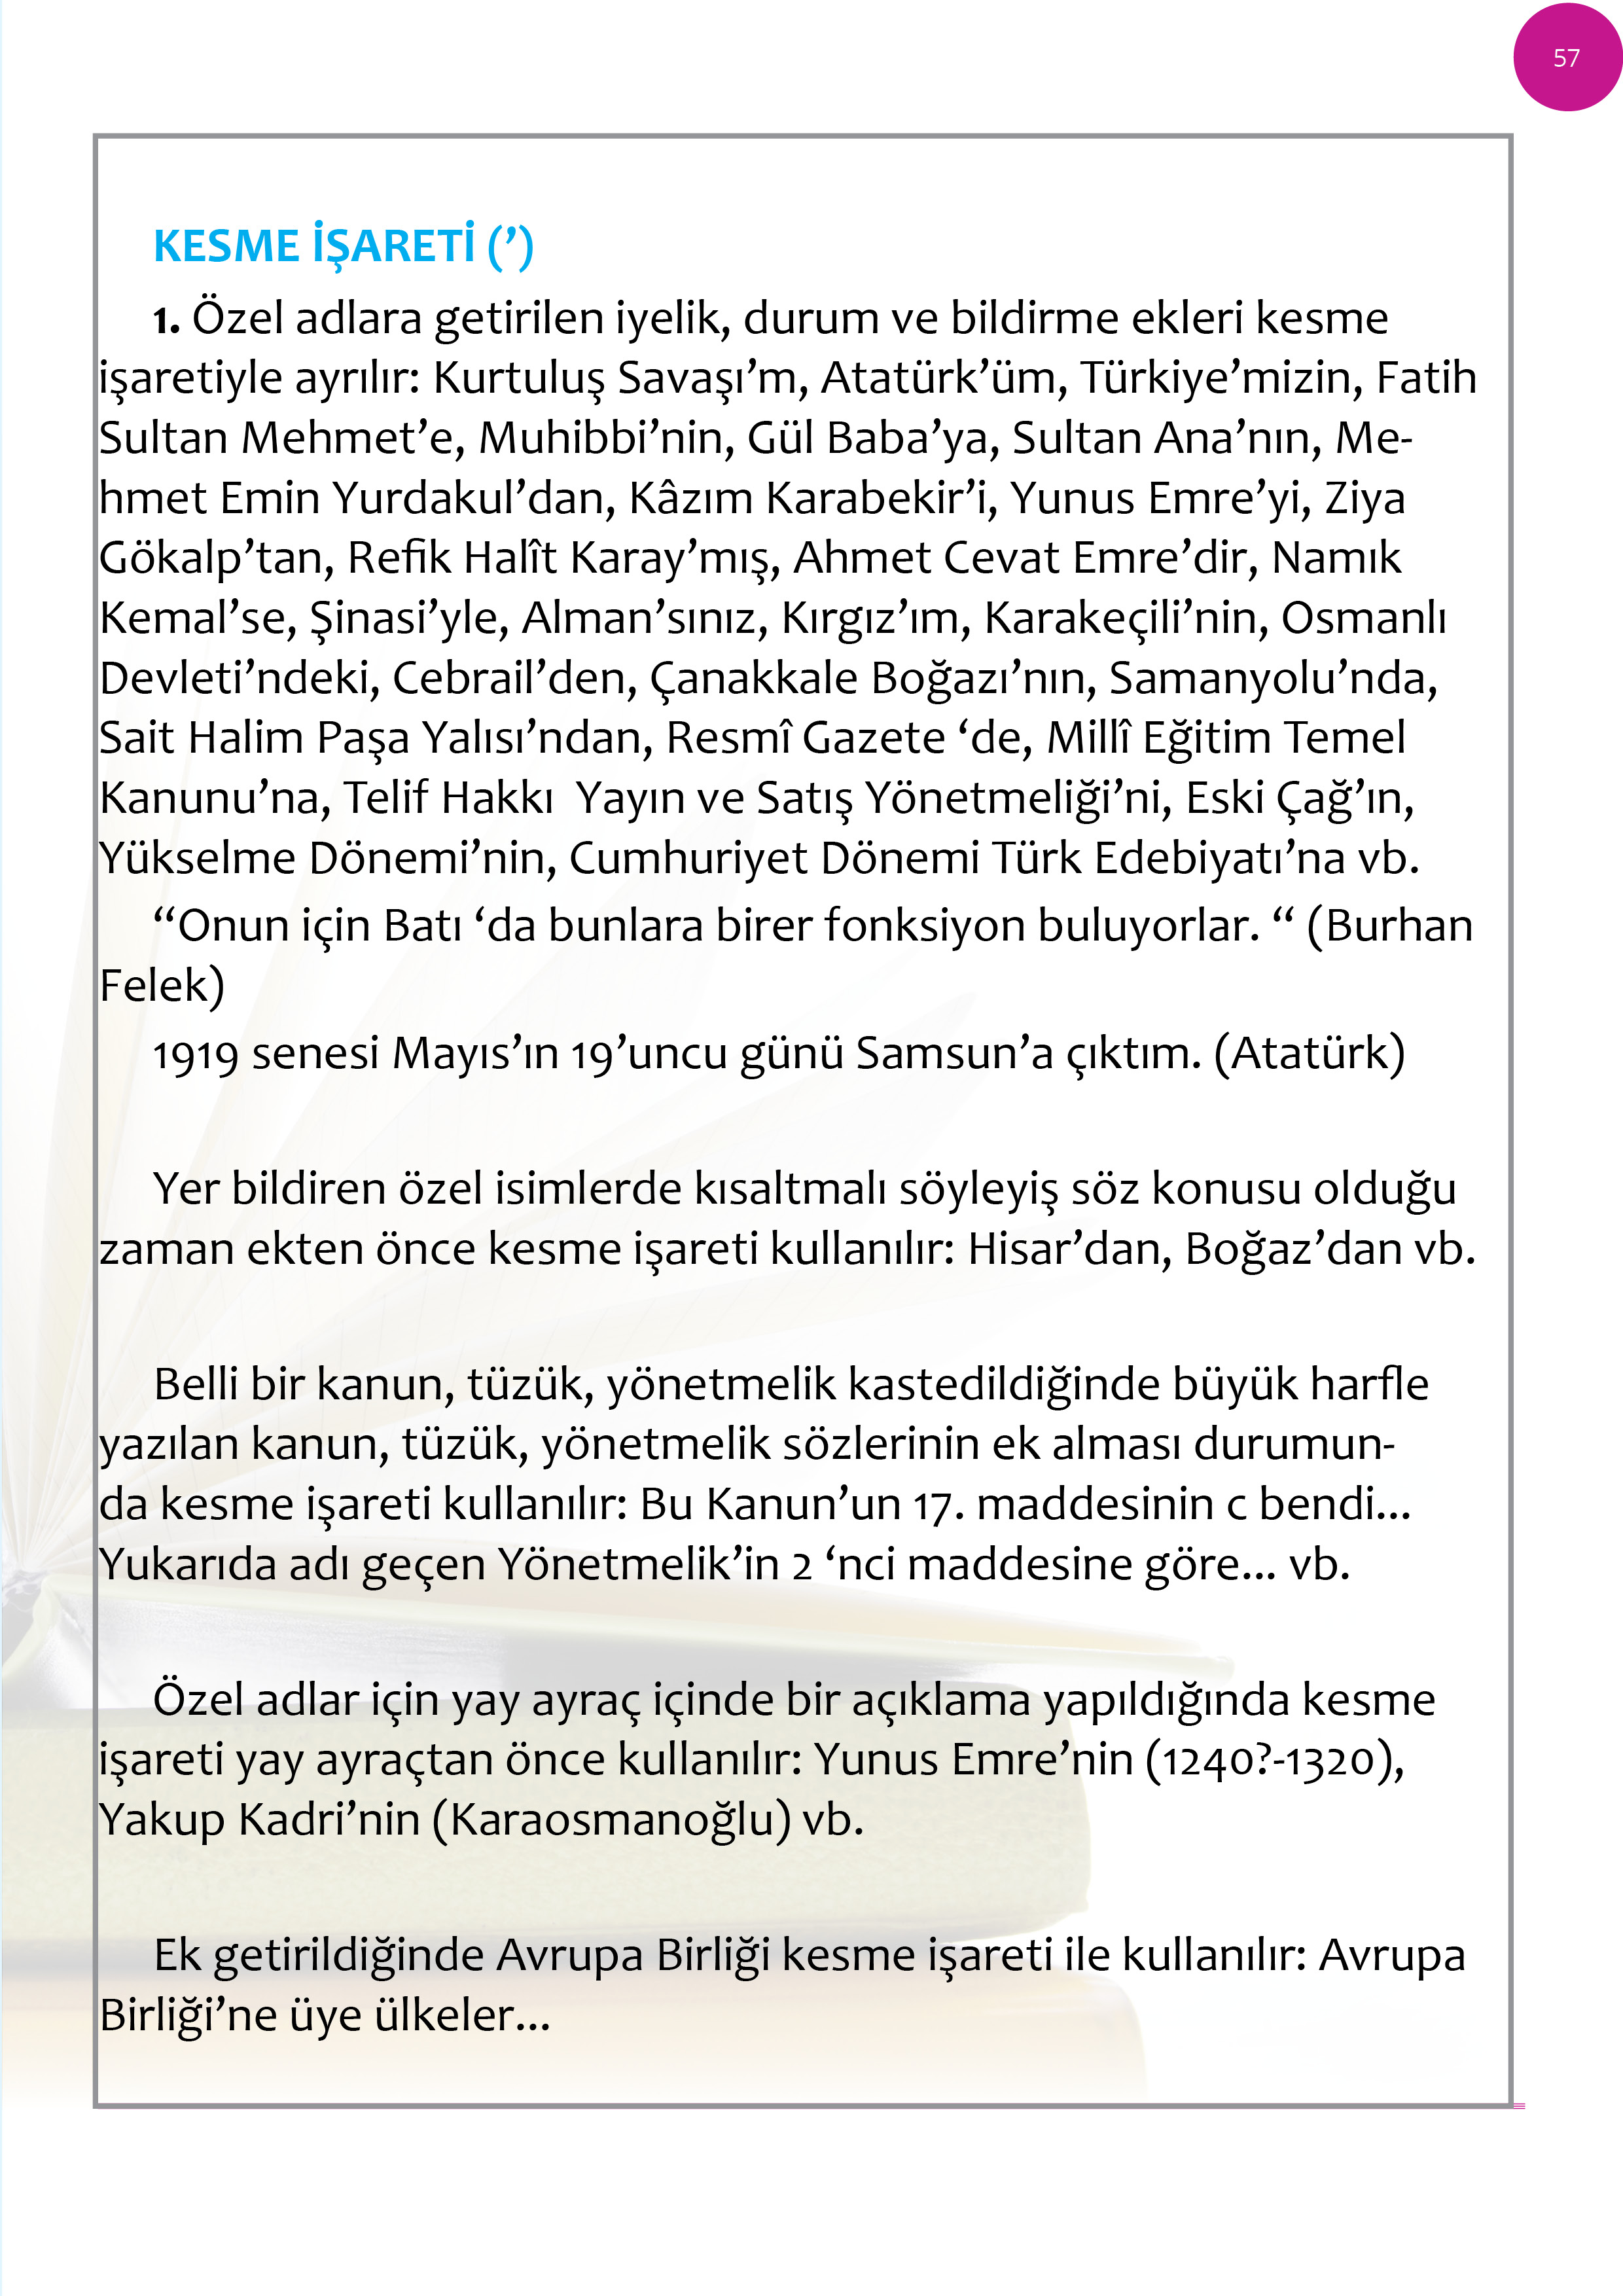 57
KESME İŞARETİ (’)
1. Özel adlara getirilen iyelik, durum ve bildirme ekleri kesme
işaretiyle ayrılır: Kurtuluş Savaşı’m, Atatürk’üm, Türkiye’mizin, Fatih
Sultan Mehmet’e, Muhibbi’nin, Gül Baba’ya, Sultan Ana’nın, Me-
hmet Emin Yurdakul’dan, Kâzım Karabekir’i, Yunus Emre’yi, Ziya
Gökalp’tan, Refik Halît Karay’mış, Ahmet Cevat Emre’dir, Namık
Kemal’se, Şinasi’yle, Alman’sınız, Kırgız’ım, Karakeçili’nin, Osmanlı
Devleti’ndeki, Cebrail’den, Çanakkale Boğazı’nın, Samanyolu’nda,
Sait Halim Paşa Yalısı’ndan, Resmî Gazete ‘de, Millî Eğitim Temel
Kanunu’na, Telif Hakkı  Yayın ve Satış Yönetmeliği’ni, Eski Çağ’ın,
Yükselme Dönemi’nin, Cumhuriyet Dönemi Türk Edebiyatı’na vb.
“Onun için Batı ‘da bunlara birer fonksiyon buluyorlar. “ (Burhan
Felek)
1919 senesi Mayıs’ın 19’uncu günü Samsun’a çıktım. (Atatürk)
Yer bildiren özel isimlerde kısaltmalı söyleyiş söz konusu olduğu
zaman ekten önce kesme işareti kullanılır: Hisar’dan, Boğaz’dan vb.
Belli bir kanun, tüzük, yönetmelik kastedildiğinde büyük harfle
yazılan kanun, tüzük, yönetmelik sözlerinin ek alması durumun-
da kesme işareti kullanılır: Bu Kanun’un 17. maddesinin c bendi...
Yukarıda adı geçen Yönetmelik’in 2 ‘nci maddesine göre... vb.
Özel adlar için yay ayraç içinde bir açıklama yapıldığında kesme
işareti yay ayraçtan önce kullanılır: Yunus Emre’nin (1240?-1320),
Yakup Kadri’nin (Karaosmanoğlu) vb.
Ek getirildiğinde Avrupa Birliği kesme işareti ile kullanılır: Avrupa
Birliği’ne üye ülkeler...